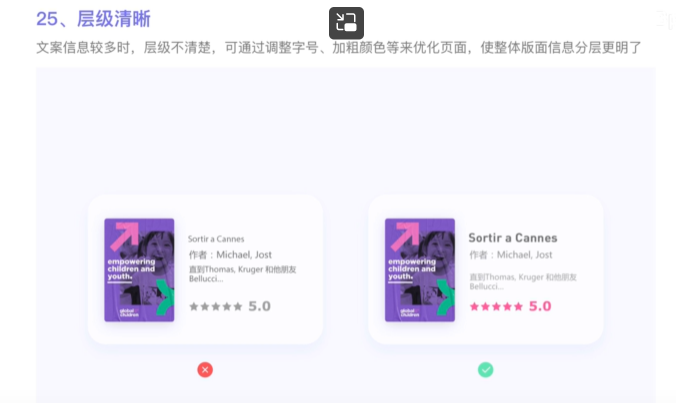 25、层级清晰
文案信息较多时，层级不清楚，可通过调整字号、加粗颜色等来优化页面，使整体版面信息分层更明了
empowering
children and
youth.
global
children
Sortir a Cannes
作者：Michael, Jost
直到Thomas, Kruger 和他朋友
Bellucci...
5.0
empowering
children and
youth.
global
children
Sortir a Cannes
作者：Michael, Jost
直到Thomas, Kruger 和他朋友
Bellucci...
5.0